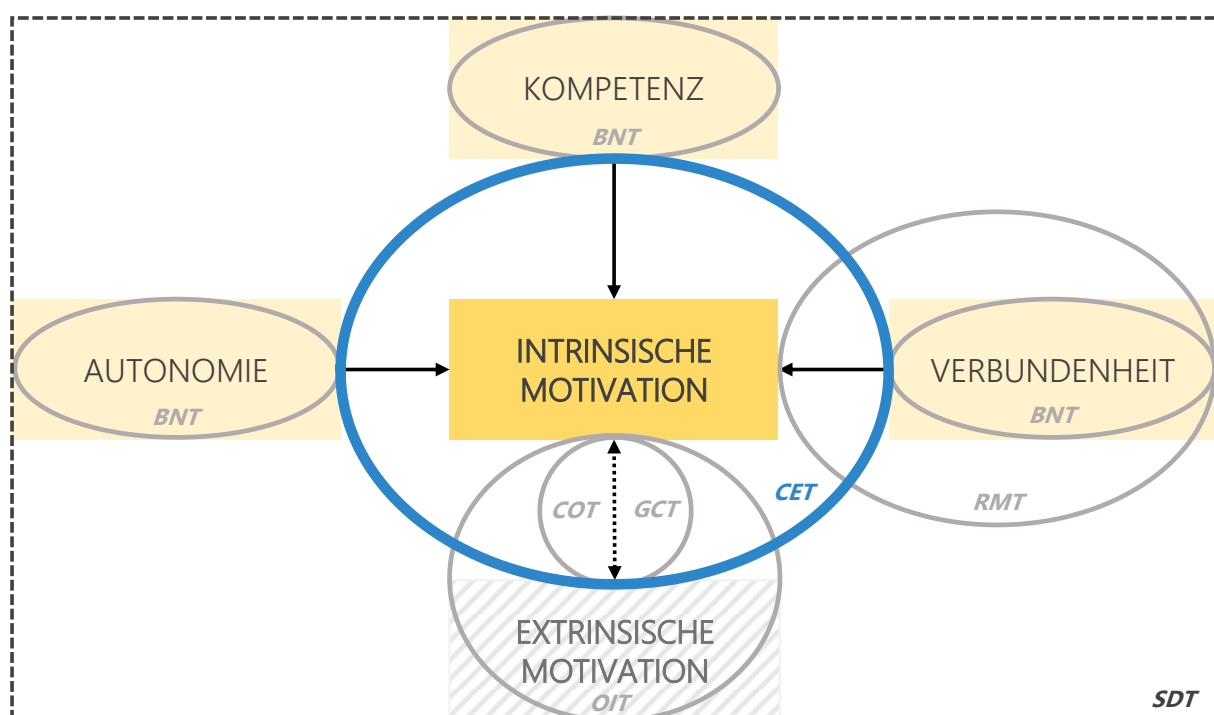 KOMPETENZ
BNT
INTRINSISCHE
MOTIVATION
AUTONOMIE
BNT
VERBUNDENHEIT
BNT
COT
GCT
CET
RMT
EXTRINSISCHE
MOTIVATION
OIT
SDT